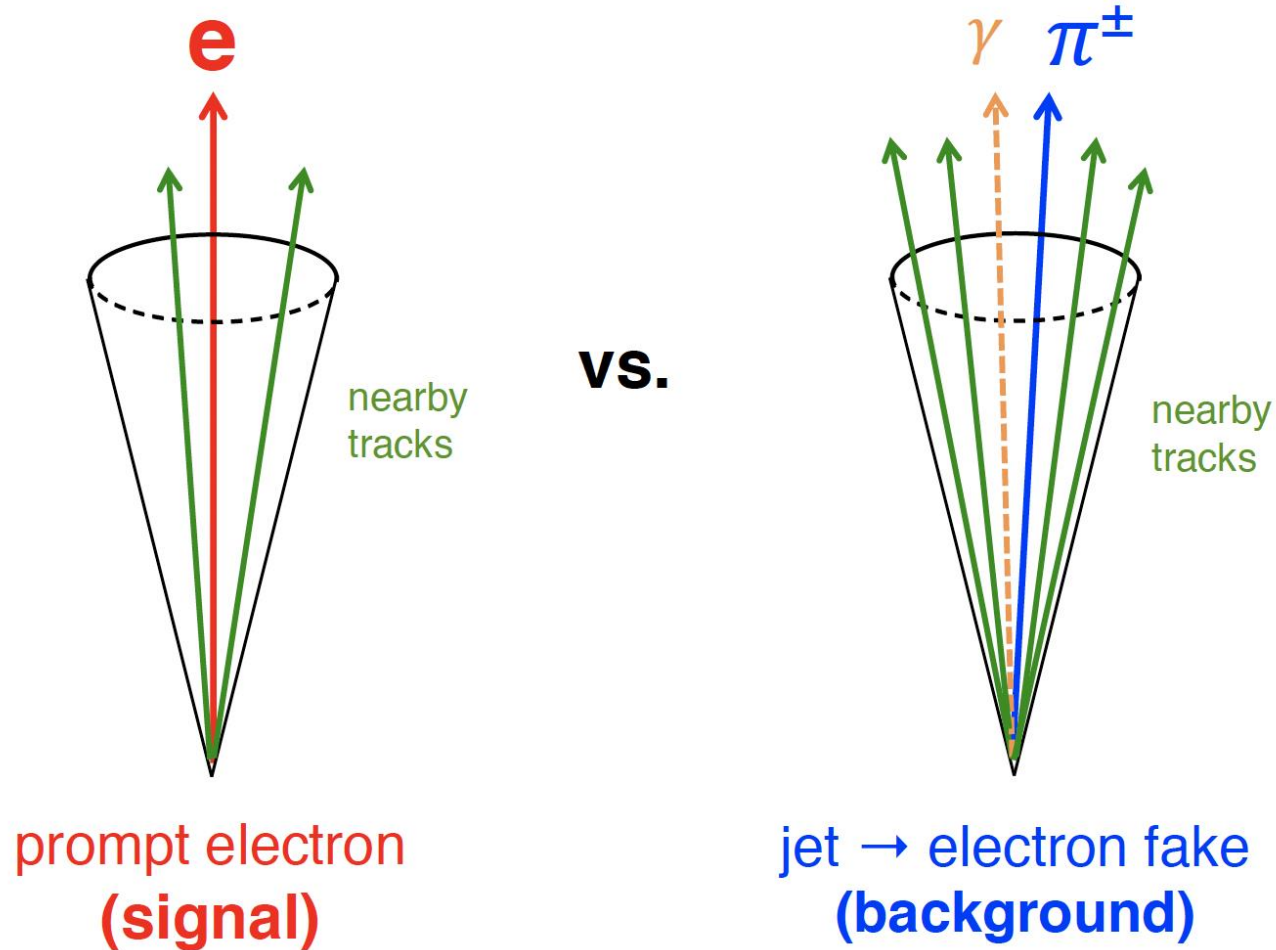 e
γ π±
vs.
nearby
tracks
nearby
tracks
prompt electron
(signal)
jet → electron fake
(background)